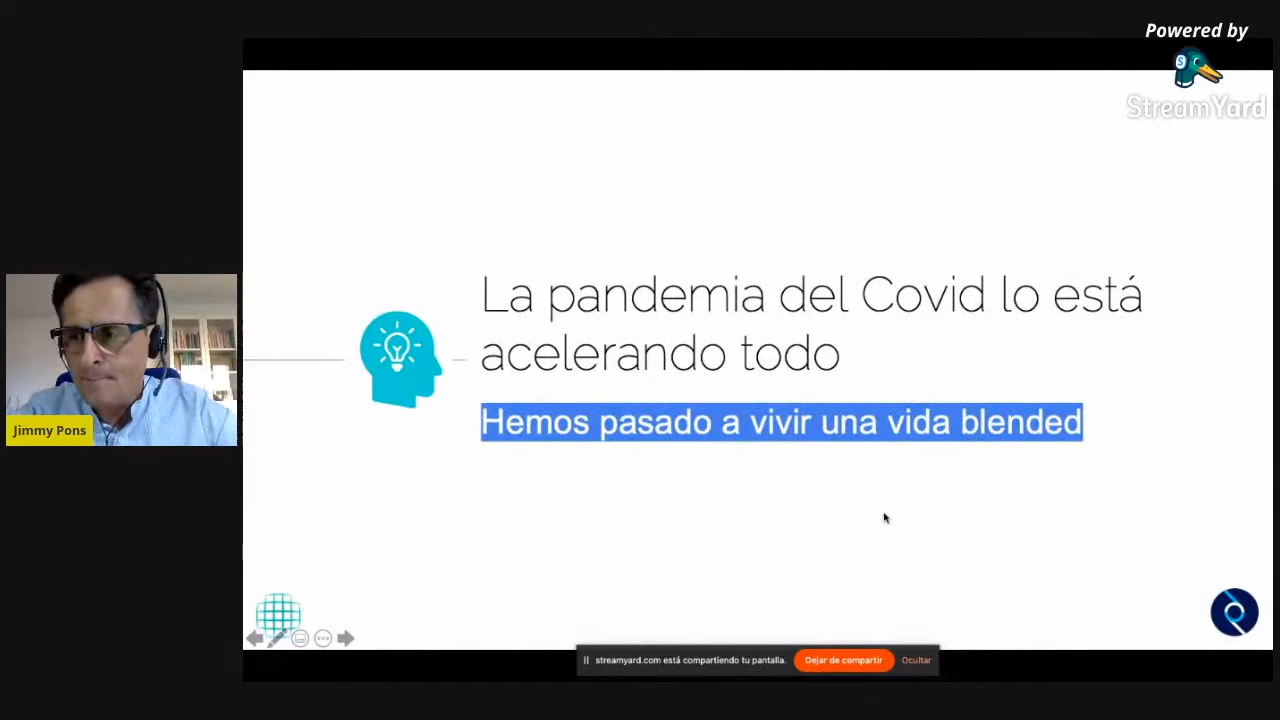 Powered by
StreamYard
La pandemia del Covid lo está
acelerando todo
Hemos pasado a vivir una vida blended
Jimmy Pons
streamyard.com está compartiendo tu pantalla.
Dejar de compartir
Ocultar